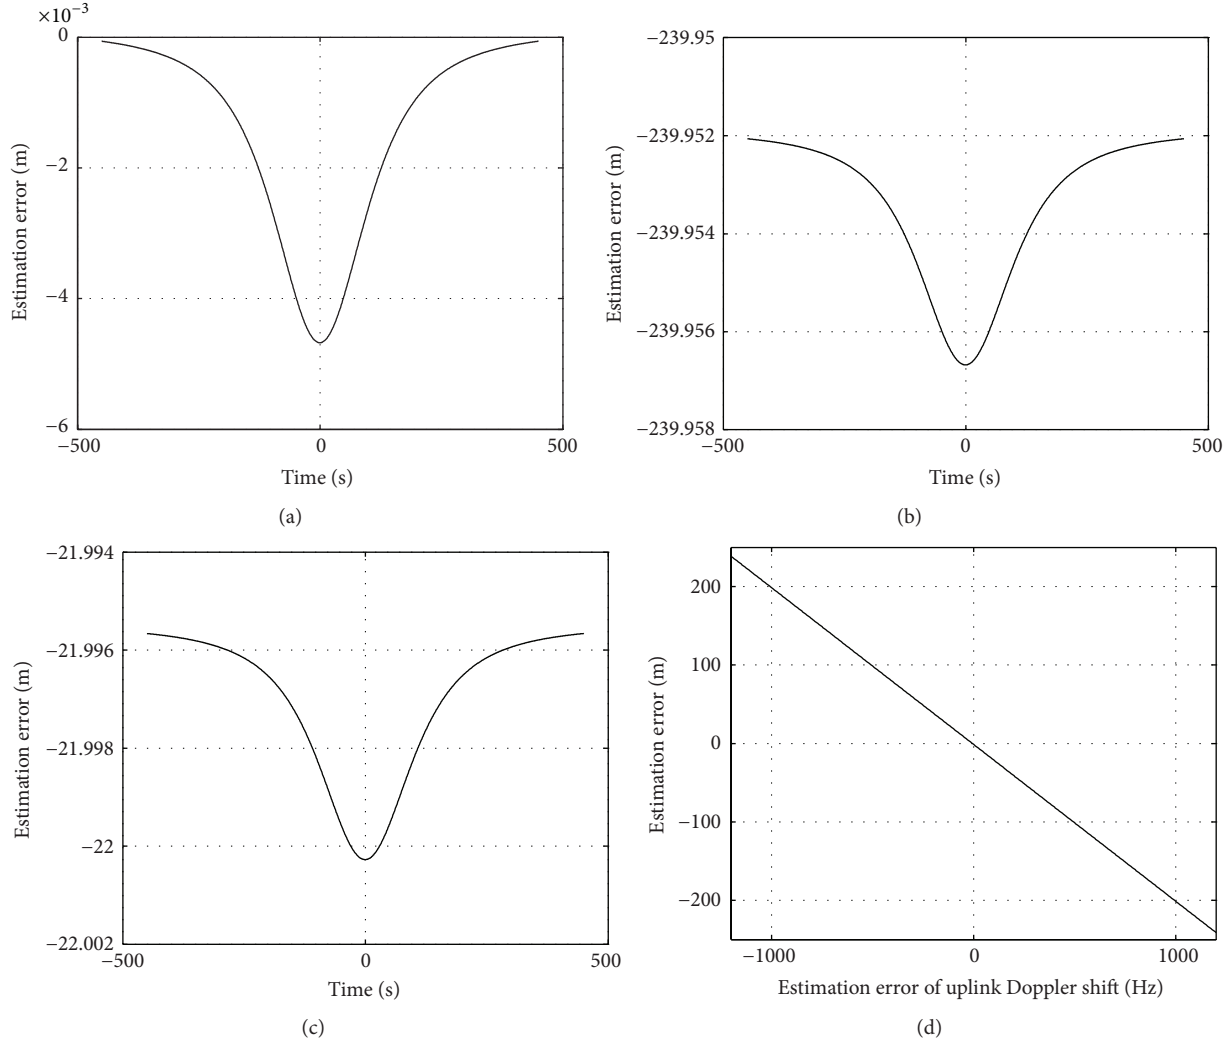 ×10⁻³
0
−2
−4
−6
−500
0
500
Estimation error (m)
Time (s)
(a)
−239.95
−239.952
−239.954
−239.956
−239.958
−500
0
500
Estimation error (m)
Time (s)
(b)
−21.994
−21.996
−21.998
−22
−22.002
−500
0
500
Estimation error (m)
Time (s)
(c)
200
100
0
−100
−200
−1000
0
1000
Estimation error (m)
Estimation error of uplink Doppler shift (Hz)
(d)